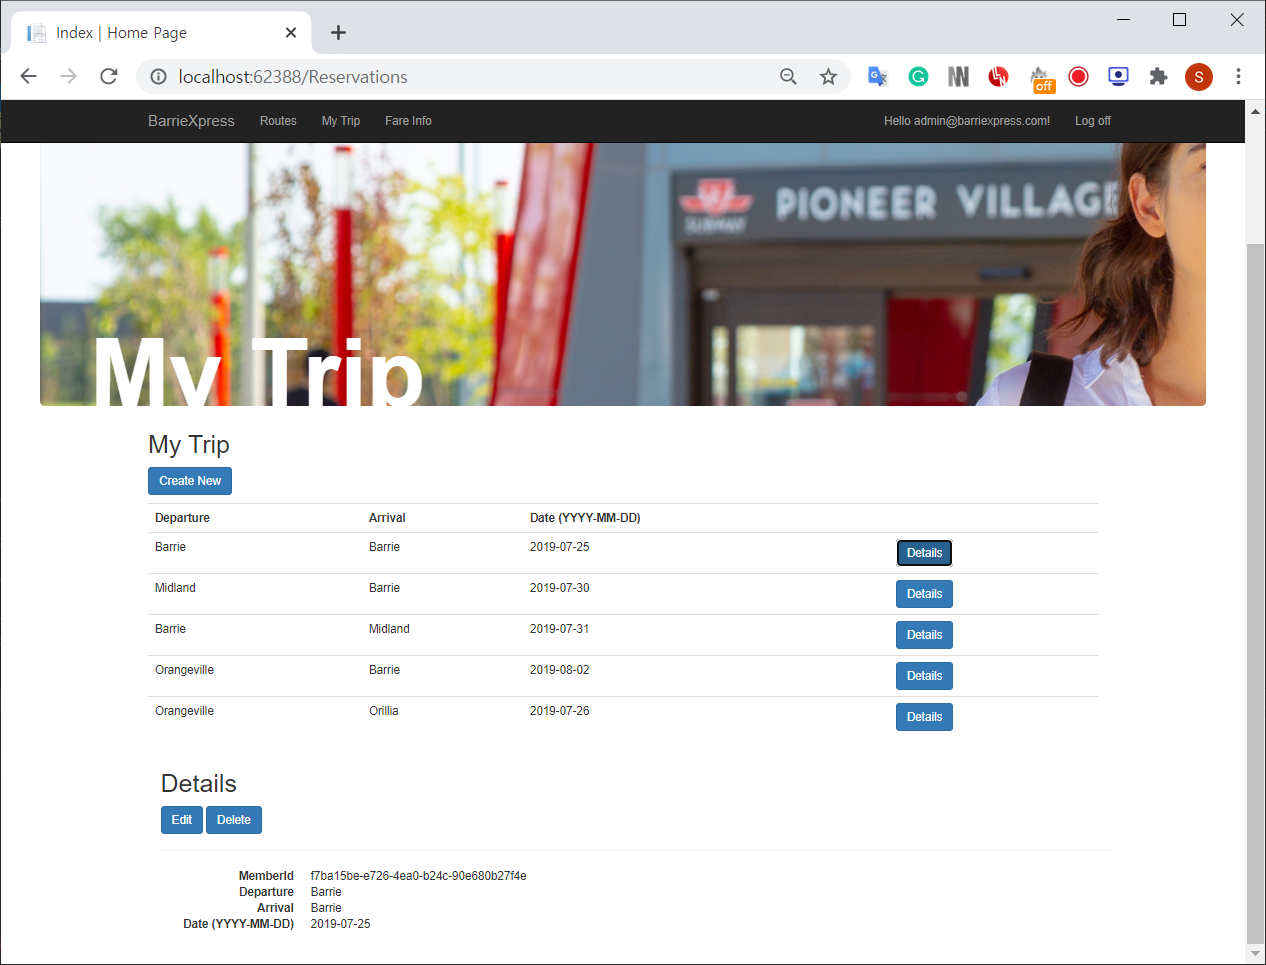 Index | Home Page
localhost:62388/Reservations
off
S
BarrieXpress Routes My Trip Fare Info Hello admin@barriexpress.com! Log off
PIONEER VILLAG
SUBWAY
My Trip
My Trip
Create New
Departure Arrival Date (YYYY-MM-DD)
Barrie Barrie 2019-07-25 Details
Midland Barrie 2019-07-30 Details
Barrie Midland 2019-07-31 Details
Orangeville Barrie 2019-08-02 Details
Orangeville Orillia 2019-07-26 Details
Details
Edit Delete
MemberId f7ba15be-e726-4ea0-b24c-90e680b27f4e
Departure Barrie
Arrival Barrie
Date (YYYY-MM-DD) 2019-07-25